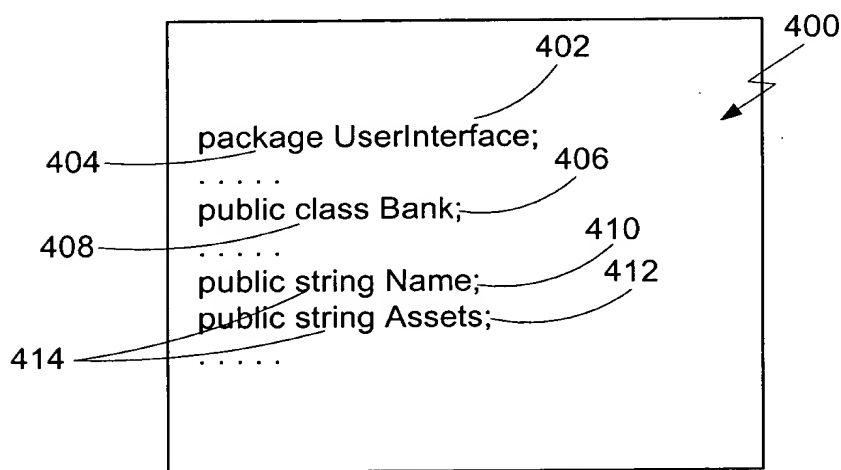 400
402
package UserInterface;
404
. . . . .
406
public class Bank;
408
. . . . .
410
public string Name;
412
public string Assets;
414
. . . . .